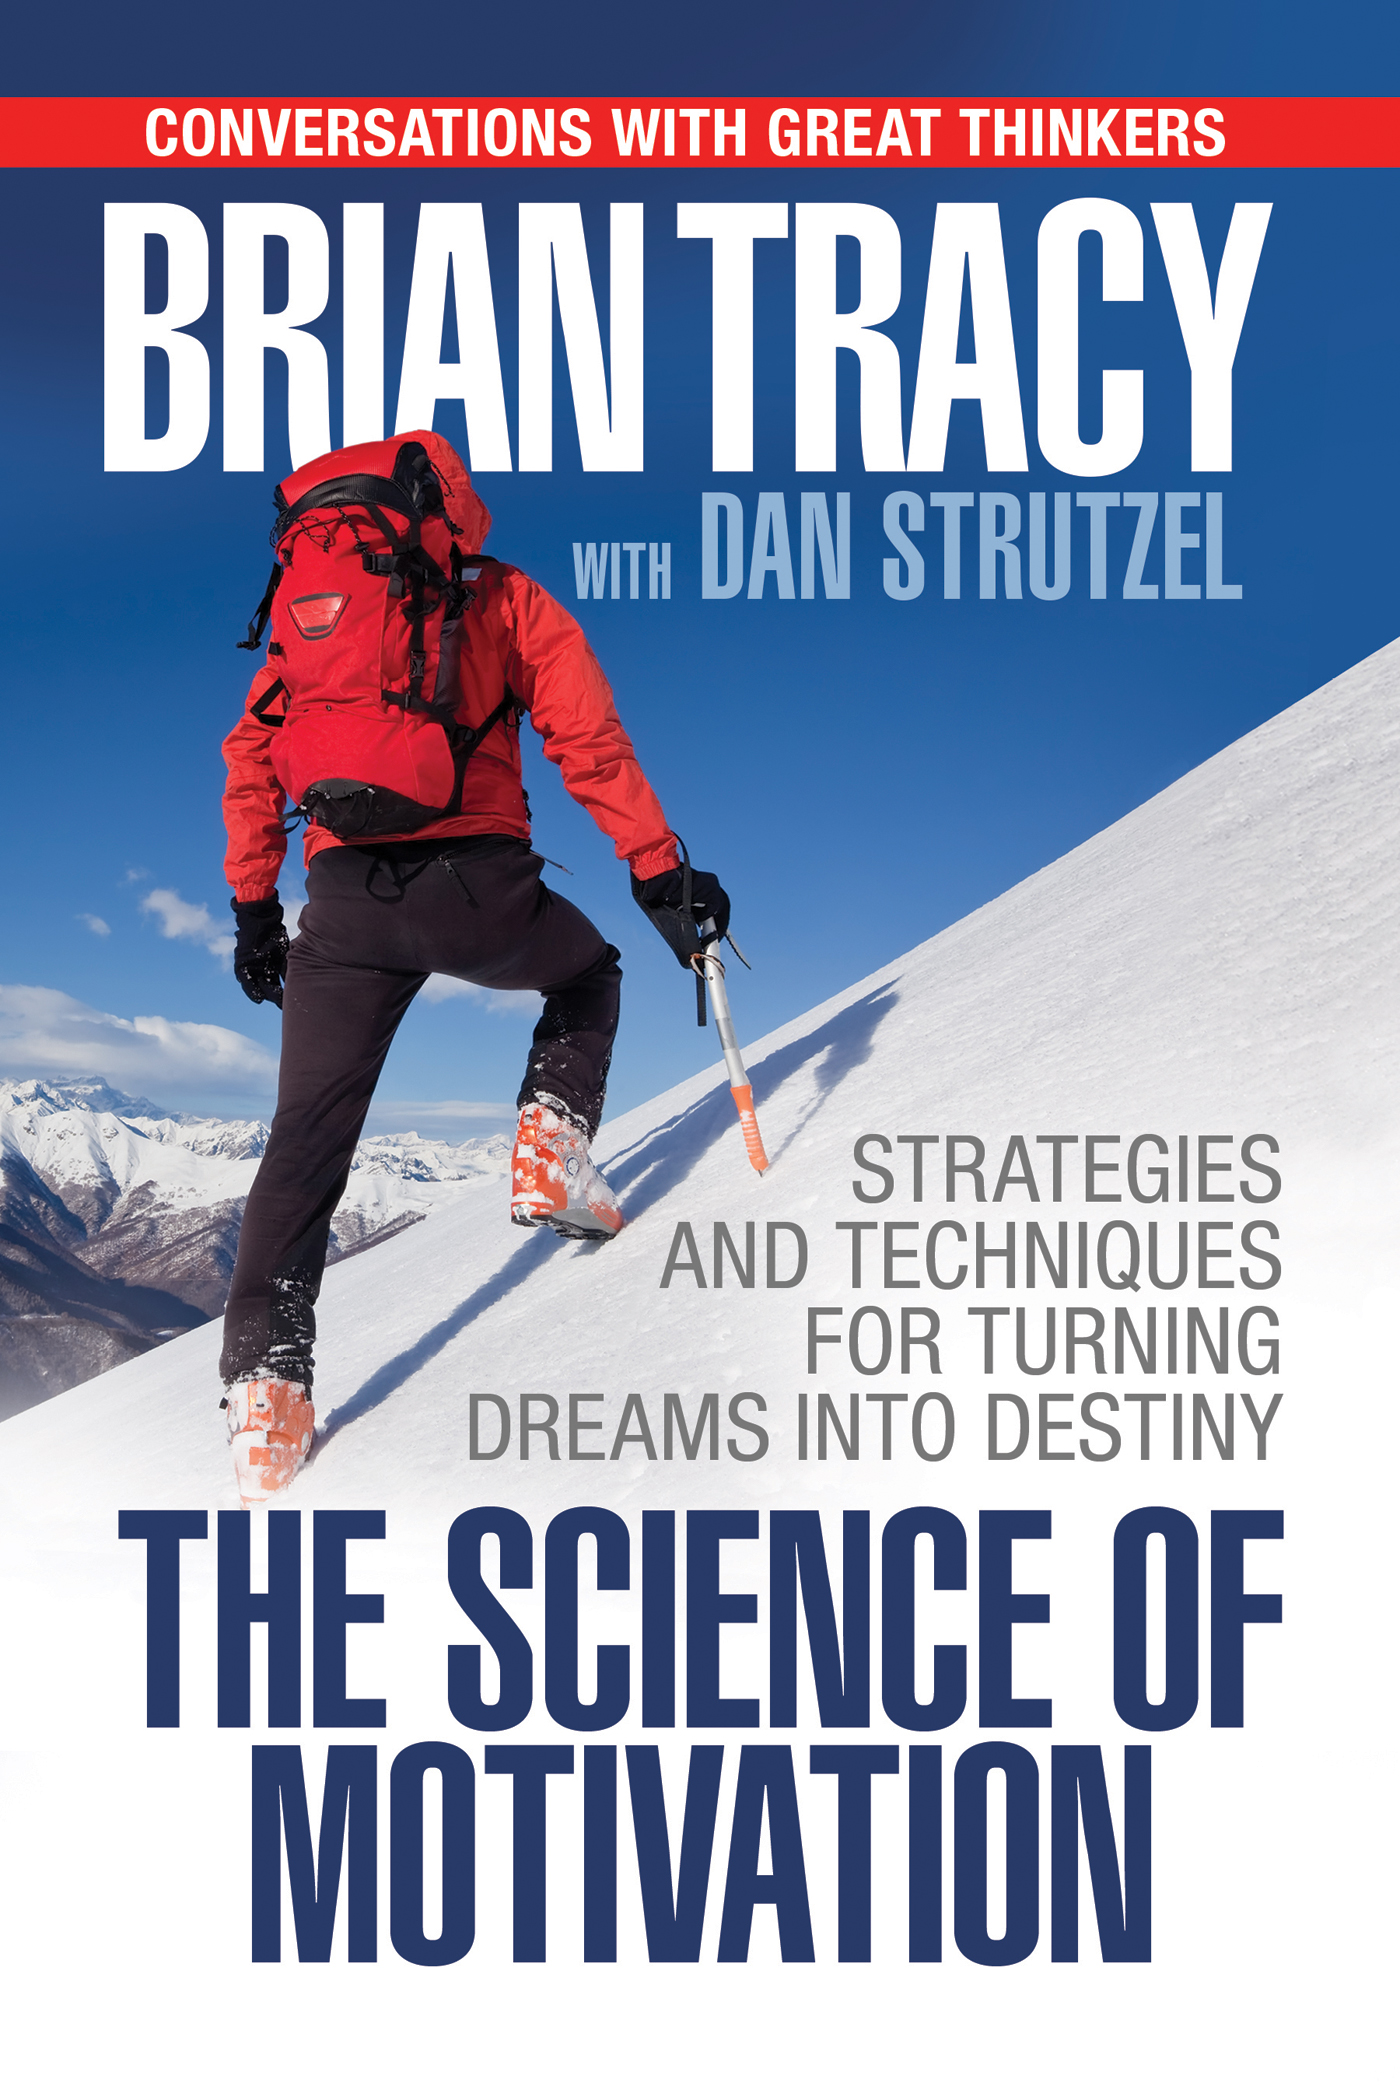 CONVERSATIONS WITH GREAT THINKERS
BRIAN TRACY
WITH DAN STRUTZEL
STRATEGIES
AND TECHNIQUES
FOR TURNING
DREAMS INTO DESTINY
THE SCIENCE OF
MOTIVATION